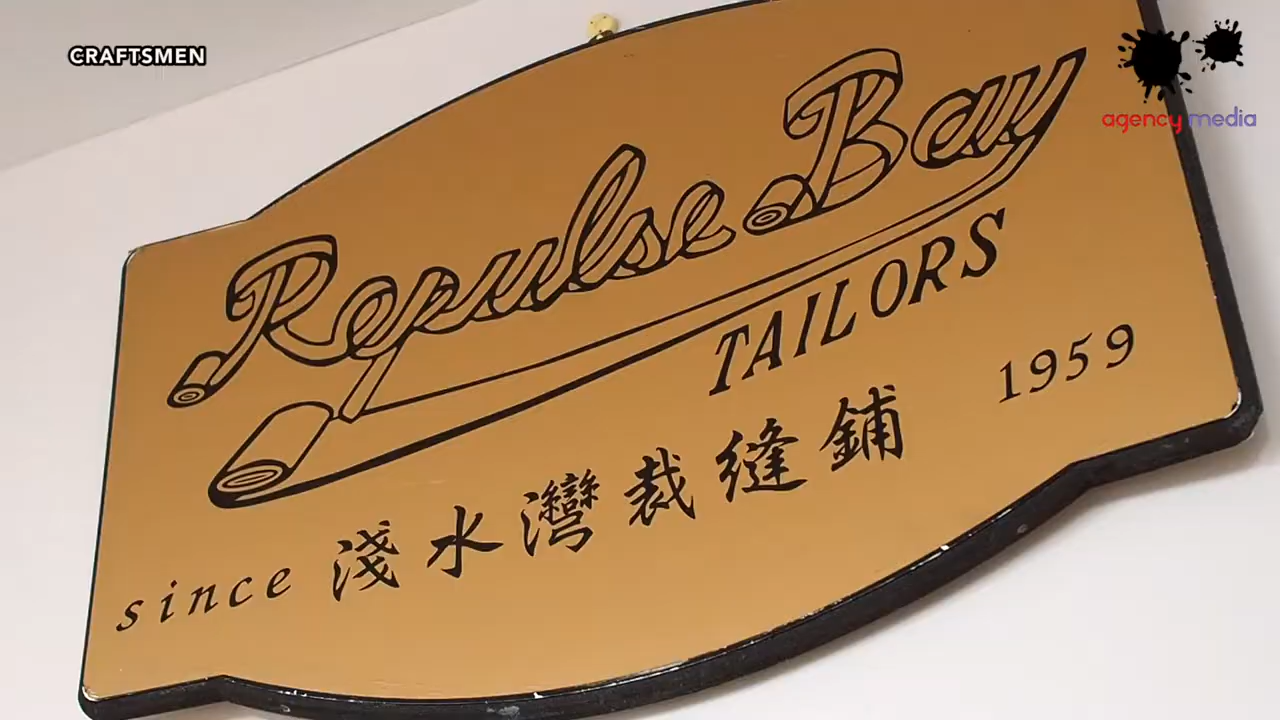 CRAFTSMEN
agency media
Repulse Bay
TAILORS
淺水灣裁縫鋪
since 1959